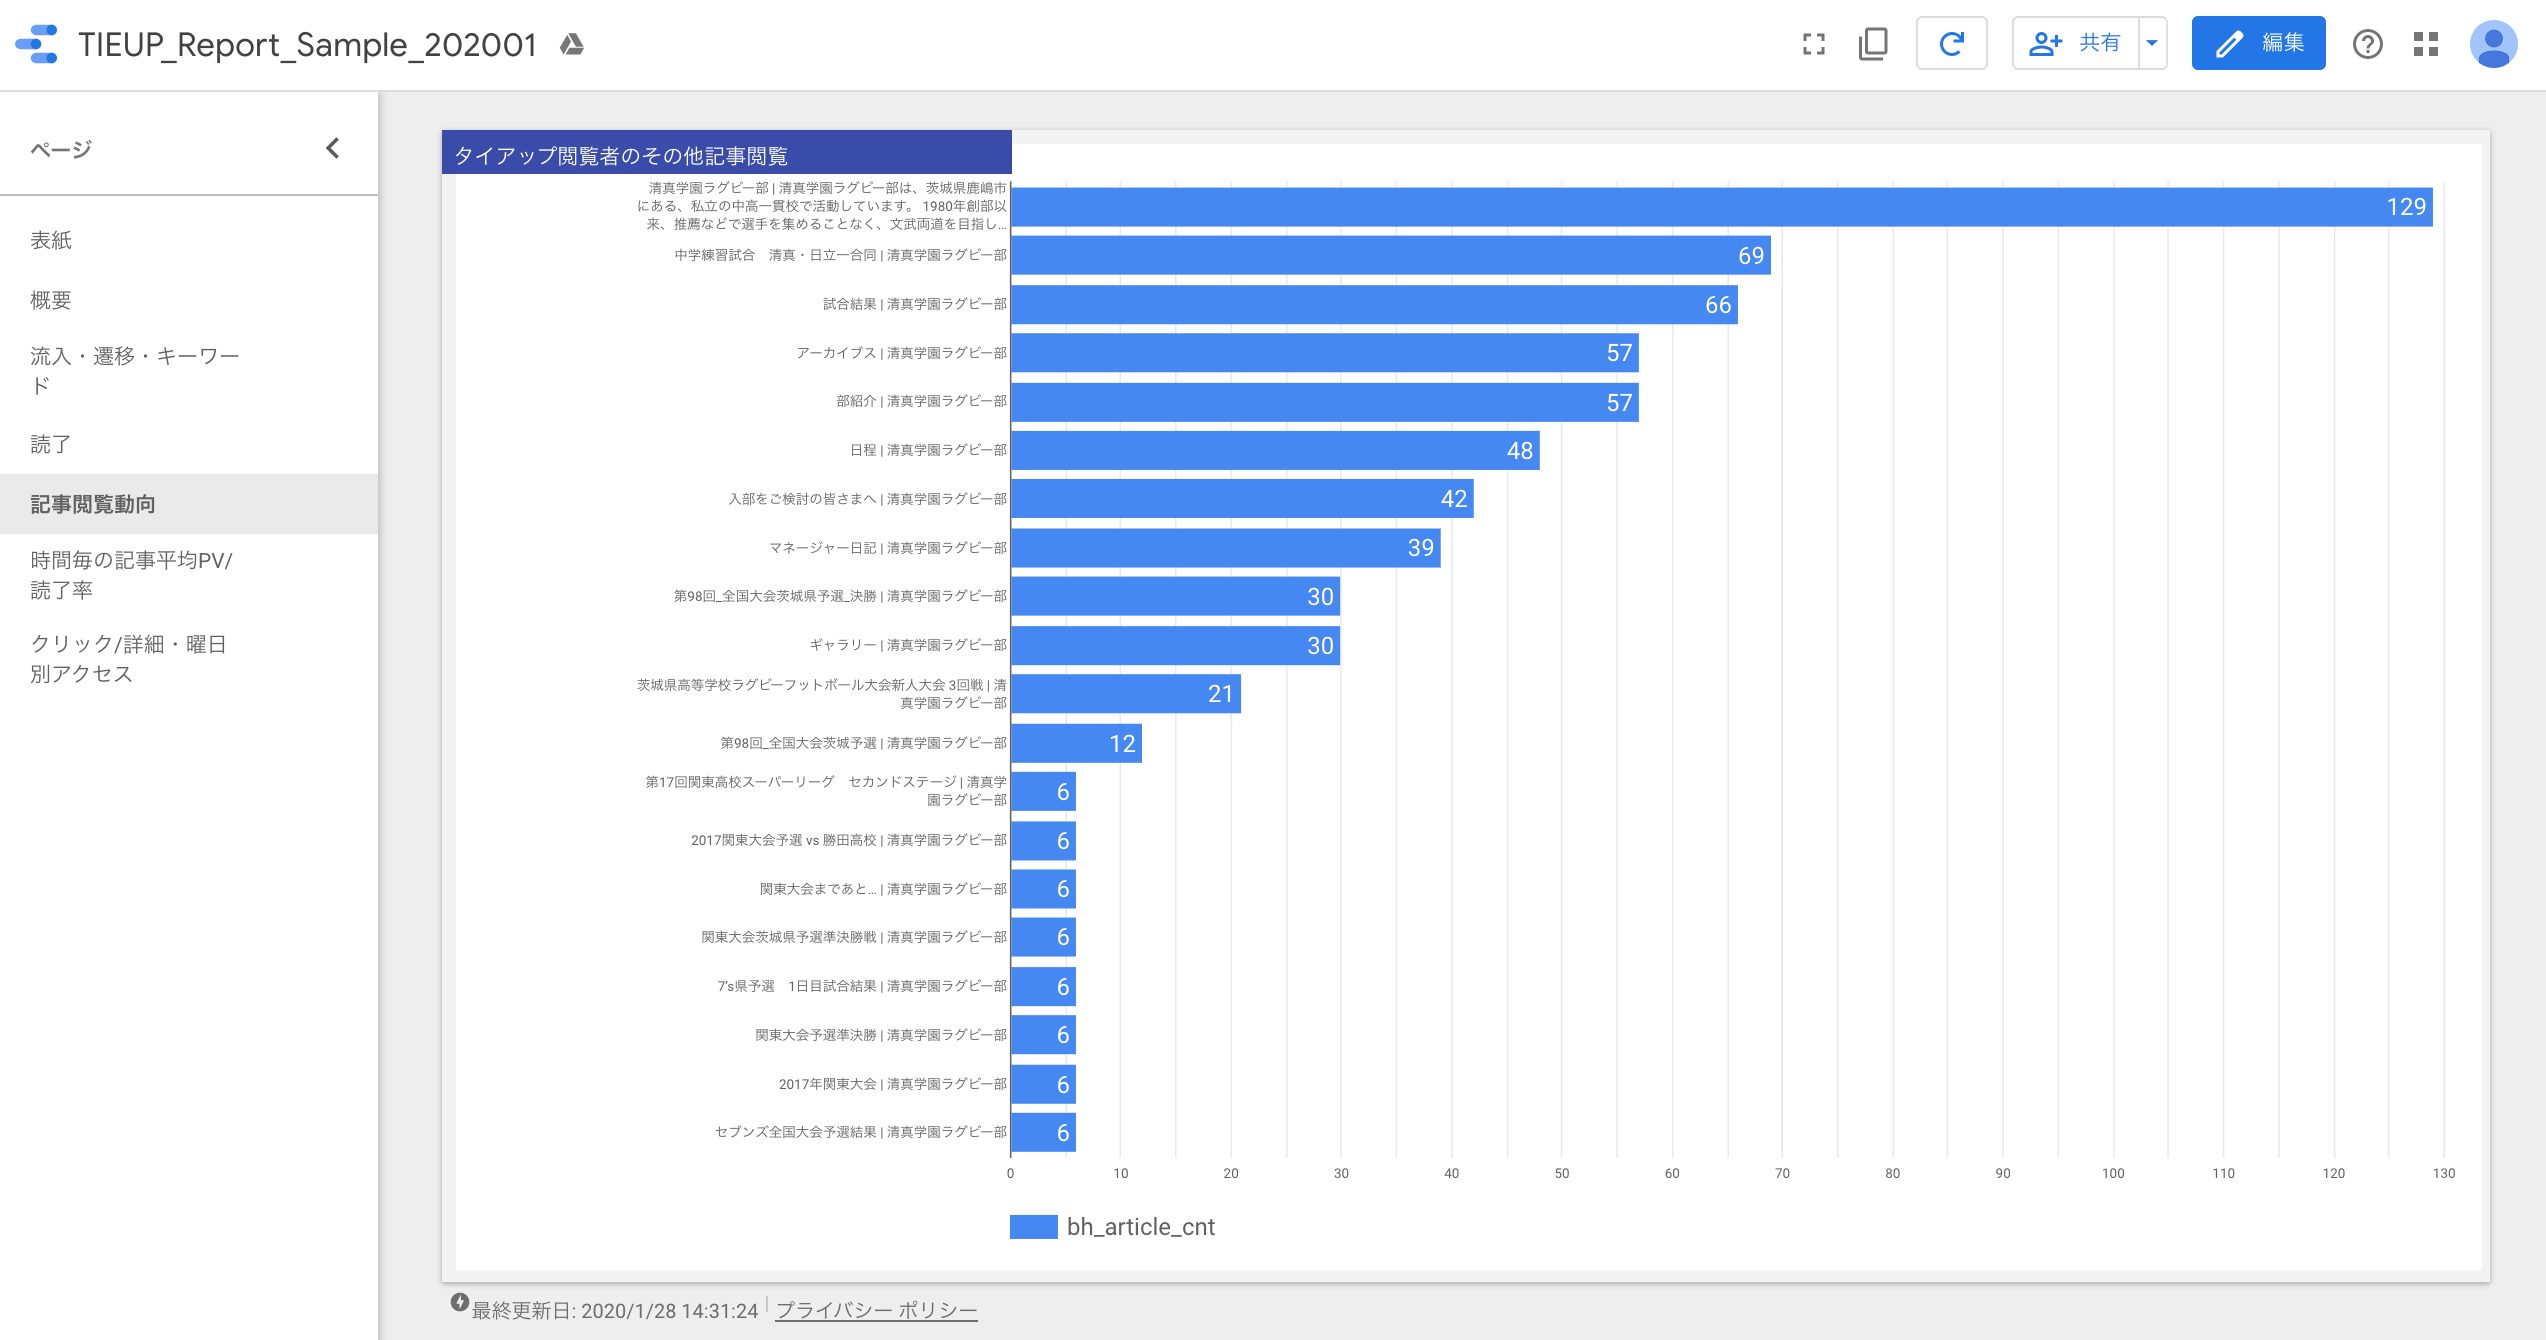 TIEUP_Report_Sample_202001
共有
編集
ページ
表紙
概要
流入・遷移・キーワー
ド
読了
記事閲覧動向
時間毎の記事平均PV/
読了率
クリック/詳細・曜日
別アクセス
タイアップ閲覧者のその他記事閲覧
清真学園ラグビー部 | 清真学園ラグビー部は、茨城県鹿嶋市
にある、私立の中高一貫校で活動しています。 1980年創部以
来、推薦などで選手を集めることなく、文武両道を目指し...
129
中学練習試合　清真・日立一合同 | 清真学園ラグビー部
69
試合結果 | 清真学園ラグビー部
66
アーカイブス | 清真学園ラグビー部
57
部紹介 | 清真学園ラグビー部
57
日程 | 清真学園ラグビー部
48
入部をご検討の皆さまへ | 清真学園ラグビー部
42
マネージャー日記 | 清真学園ラグビー部
39
第98回_全国大会茨城県予選_決勝 | 清真学園ラグビー部
30
ギャラリー | 清真学園ラグビー部
30
茨城県高等学校ラグビーフットボール大会新人大会 3回戦 | 清
真学園ラグビー部
21
第98回_全国大会茨城予選 | 清真学園ラグビー部
12
第17回関東高校スーパーリーグ　セカンドステージ | 清真学
園ラグビー部
6
2017関東大会予選 vs 勝田高校 | 清真学園ラグビー部
6
関東大会まであと... | 清真学園ラグビー部
6
関東大会茨城県予選準決勝戦 | 清真学園ラグビー部
6
7's県予選　1日目試合結果 | 清真学園ラグビー部
6
関東大会予選準決勝 | 清真学園ラグビー部
6
2017年関東大会 | 清真学園ラグビー部
6
セブンズ全国大会予選結果 | 清真学園ラグビー部
6
0 10 20 30 40 50 60 70 80 90 100 110 120 130
bh_article_cnt
最終更新日: 2020/1/28 14:31:24 プライバシー ポリシー